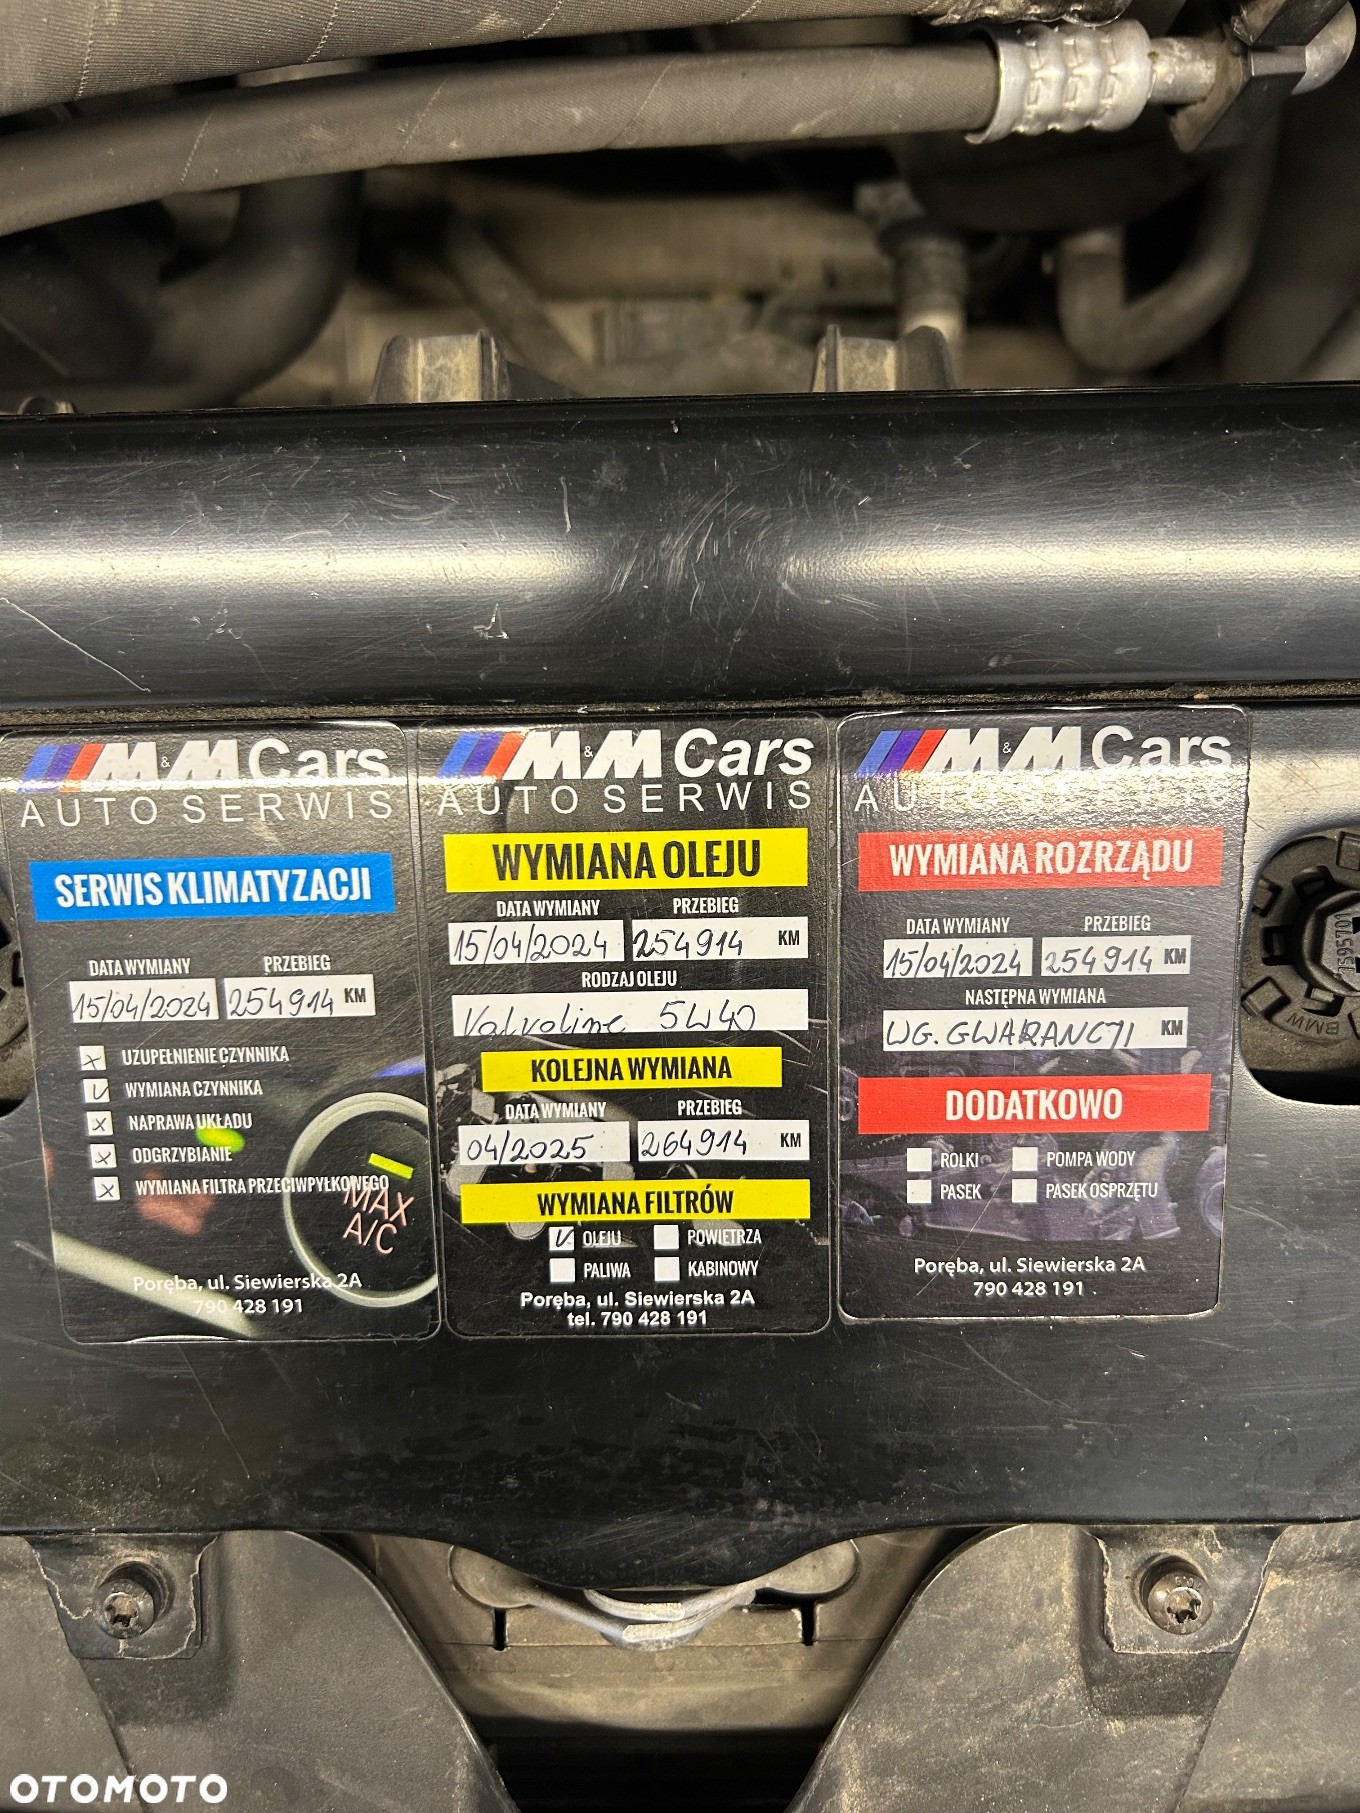 M&M Cars
AUTO SERWIS
SERWIS KLIMATYZACJI
DATA WYMIANY PRZEBIEG
15/04/2024 254914 KM
UZUPEŁNIENIE CZYNNIKA
WYMIANA CZYNNIKA
NAPRAWA UKŁADU
ODGRZYBIANIE
WYMIANA FILTRA PRZECIWPYŁKOWEGO
MAX
A/C
Poręba, ul. Siewierska 2A
790 428 191
M&M Cars
AUTO SERWIS
WYMIANA OLEJU
DATA WYMIANY PRZEBIEG
15/04/2024 254914 KM
RODZAJ OLEJU
Valvoline 5W40
KOLEJNA WYMIANA
DATA WYMIANY PRZEBIEG
04/2025 264914 KM
WYMIANA FILTRÓW
OLEJU POWIETRZA
PALIWA KABINOWY
Poręba, ul. Siewierska 2A
tel. 790 428 191
M&M Cars
AUTO SERWIS
WYMIANA ROZRZĄDU
DATA WYMIANY PRZEBIEG
15/04/2024 254914 KM
NASTĘPNA WYMIANA
WG. GWARANCJI KM
DODATKOWO
ROLKI POMPA WODY
PASEK PASEK OSPRZĘTU
Poręba, ul. Siewierska 2A
790 428 191
BMW
OTOMOTO